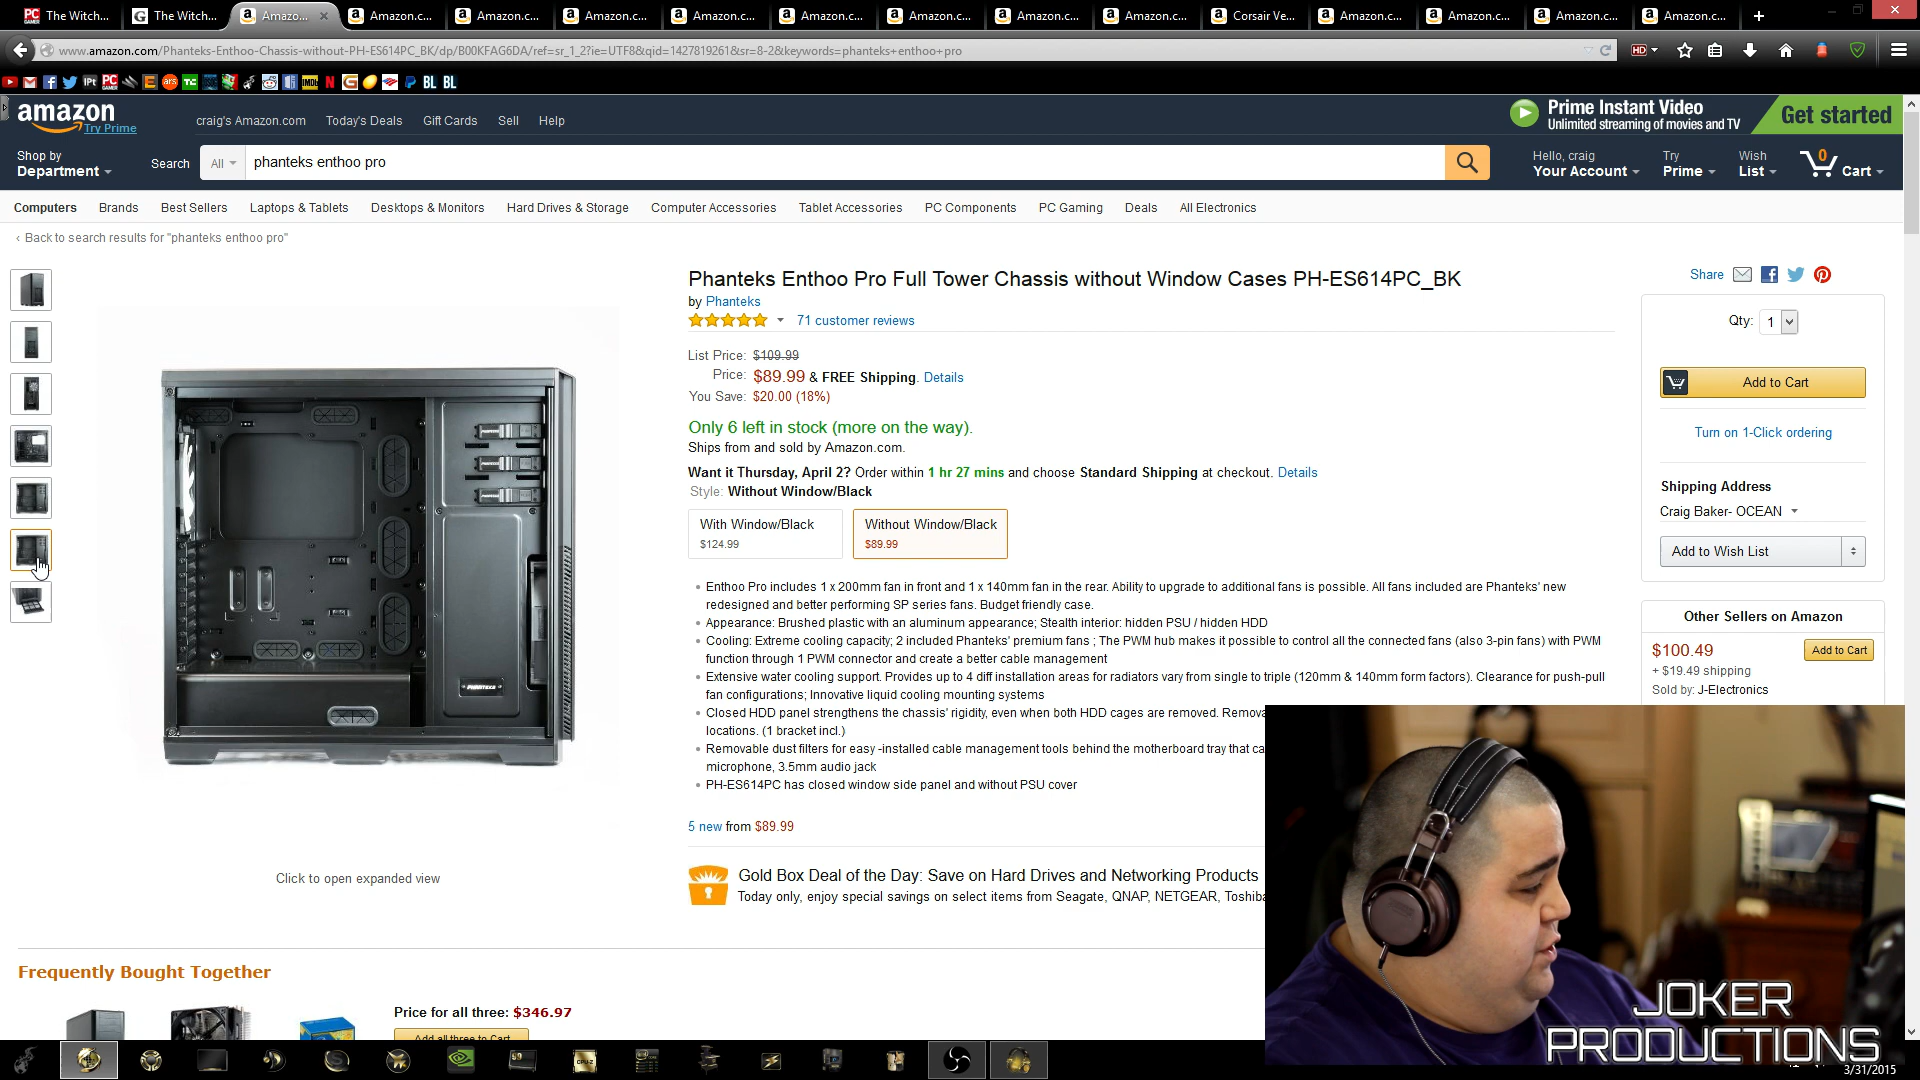 The Witch...
The Witch...
Amazo...
Amazon.c...
Amazon.c...
Amazon.c...
Amazon.c...
Amazon.c...
Amazon.c...
Amazon.c...
Amazon.c...
Corsair Ve...
Amazon.c...
Amazon.c...
Amazon.c...
Amazon.c...
www.amazon.com/Phanteks-Enthoo-Chassis-without-PH-ES614PC_BK/dp/B00KFAG6DA/ref=sr_1_2?ie=UTF8&qid=1427819261&sr=8-2&keywords=phanteks+enthoo+pro
amazon
Try Prime
craig's Amazon.com Today's Deals Gift Cards Sell Help
Prime Instant Video
Unlimited streaming of movies and TV
Get started
Shop by
Department
Search
All
phanteks enthoo pro
Hello, craig
Your Account
Try
Prime
Wish
List
0
Cart
Computers Brands Best Sellers Laptops & Tablets Desktops & Monitors Hard Drives & Storage Computer Accessories Tablet Accessories PC Components PC Gaming Deals All Electronics
‹ Back to search results for "phanteks enthoo pro"
PHANTEKS
Click to open expanded view
Phanteks Enthoo Pro Full Tower Chassis without Window Cases PH-ES614PC_BK
by Phanteks
71 customer reviews
List Price: $109.99
Price: $89.99 & FREE Shipping. Details
You Save: $20.00 (18%)
Only 6 left in stock (more on the way).
Ships from and sold by Amazon.com.
Want it Thursday, April 2? Order within 1 hr 27 mins and choose Standard Shipping at checkout. Details
Style: Without Window/Black
With Window/Black
$124.99
Without Window/Black
$89.99
Enthoo Pro includes 1 x 200mm fan in front and 1 x 140mm fan in the rear. Ability to upgrade to additional fans is possible. All fans included are Phanteks' new
redesigned and better performing SP series fans. Budget friendly case.
Appearance: Brushed plastic with an aluminum appearance; Stealth interior: hidden PSU / hidden HDD
Cooling: Extreme cooling capacity; 2 included Phanteks' premium fans ; The PWM hub makes it possible to control all the connected fans (also 3-pin fans) with PWM
function through 1 PWM connector and create a better cable management
Extensive water cooling support. Provides up to 4 diff installation areas for radiators vary from single to triple (120mm & 140mm form factors). Clearance for push-pull
fan configurations; Innovative liquid cooling mounting systems
Closed HDD panel strengthens the chassis' rigidity, even when both HDD cages are removed. Remova
locations. (1 bracket incl.)
Removable dust filters for easy -installed cable management tools behind the motherboard tray that ca
microphone, 3.5mm audio jack
PH-ES614PC has closed window side panel and without PSU cover
5 new from $89.99
Gold Box Deal of the Day: Save on Hard Drives and Networking Products
Today only, enjoy special savings on select items from Seagate, QNAP, NETGEAR, Toshiba
Share
Qty: 1
Add to Cart
Turn on 1-Click ordering
Shipping Address
Craig Baker- OCEAN
Add to Wish List
Other Sellers on Amazon
$100.49
Add to Cart
+ $19.49 shipping
Sold by: J-Electronics
Frequently Bought Together
Price for all three: $346.97
Add all three to Cart
JOKER
PRODUCTIONS
3/31/2015